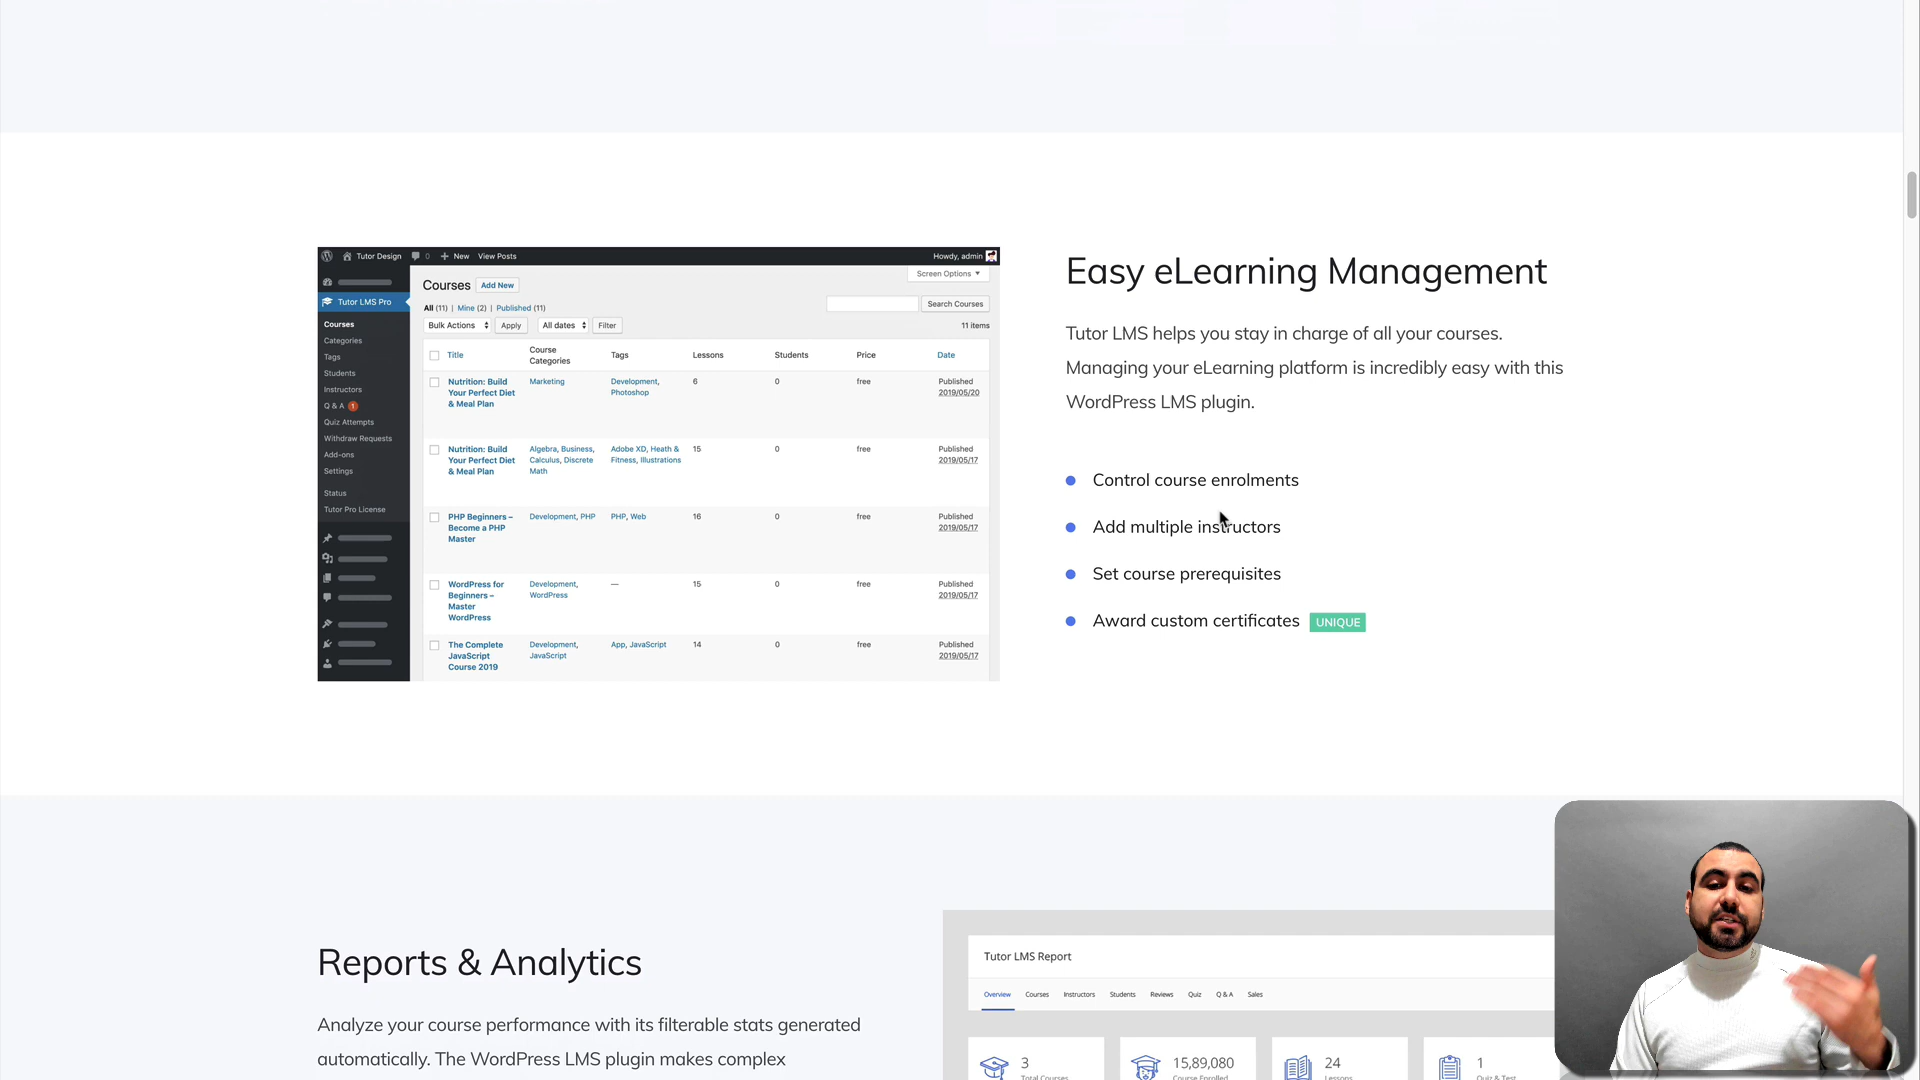 Tutor Design 0 New View Posts Howdy, admin
Screen Options
Tutor LMS Pro
Courses
Categories
Tags
Students
Instructors
Q & A 1
Quiz Attempts
Withdraw Requests
Add-ons
Settings
Status
Tutor Pro License
Courses Add New
All (11) | Mine (2) | Published (11)
Search Courses
Bulk Actions Apply All dates Filter
11 items
Title Course Categories Tags Lessons Students Price Date
Nutrition: Build Marketing Development, 6 0 free Published
Your Perfect Diet Photoshop 2019/05/20
& Meal Plan
Nutrition: Build Algebra, Business, Adobe XD, Heath & 15 0 free Published
Your Perfect Diet Calculus, Discrete Fitness, Illustrations 2019/05/17
& Meal Plan Math
PHP Beginners – Development, PHP PHP, Web 16 0 free Published
Become a PHP 2019/05/17
Master
WordPress for Development, — 15 0 free Published
Beginners – WordPress 2019/05/17
Master
WordPress
The Complete Development, App, JavaScript 14 0 free Published
JavaScript JavaScript 2019/05/17
Course 2019
Easy eLearning Management
Tutor LMS helps you stay in charge of all your courses.
Managing your eLearning platform is incredibly easy with this
WordPress LMS plugin.
Control course enrolments
Add multiple instructors
Set course prerequisites
Award custom certificates UNIQUE
Reports & Analytics
Analyze your course performance with its filterable stats generated
automatically. The WordPress LMS plugin makes complex
Tutor LMS Report
Overview Courses Instructors Students Reviews Quiz Q & A Sales
3 15,89,080 24 1
Total Courses Course Enrolled Lessons Quiz & Test